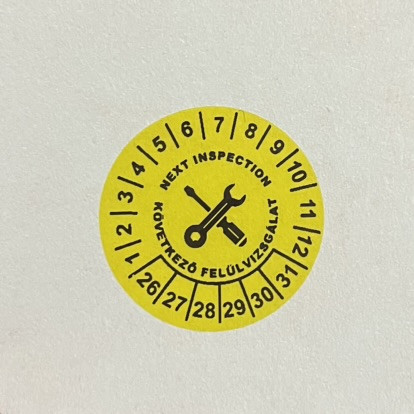 1 2 3 4 5 6 7 8 9 10 11 12
NEXT INSPECTION
KÖVETKEZŐ FELÜLVIZSGÁLAT
26 27 28 29 30 31